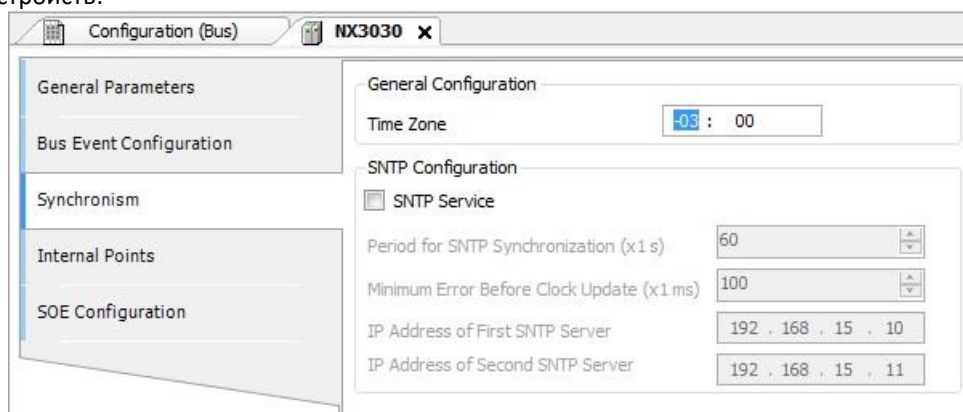 Configuration (Bus) NX3030
General Parameters
Bus Event Configuration
Synchronism
Internal Points
SOE Configuration
General Configuration
Time Zone -03 : 00
SNTP Configuration
SNTP Service
Period for SNTP Synchronization (x1 s) 60
Minimum Error Before Clock Update (x1 ms) 100
IP Address of First SNTP Server 192 . 168 . 15 . 10
IP Address of Second SNTP Server 192 . 168 . 15 . 11